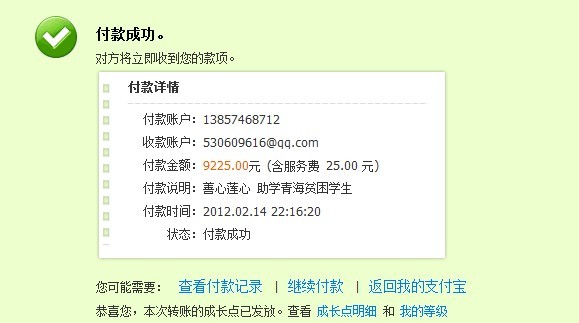 付款成功。
对方将立即收到您的款项。
付款详情
付款账户：13857468712
收款账户：530609616@qq.com
付款金额：9225.00元 (含服务费 25.00 元)
付款说明：善心莲心 助学青海贫困学生
付款时间：2012.02.14 22:16:20
状态：付款成功
您可能需要： 查看付款记录 | 继续付款 | 返回我的支付宝
恭喜您，本次转账的成长点已发放。查看 成长点明细 和 我的等级